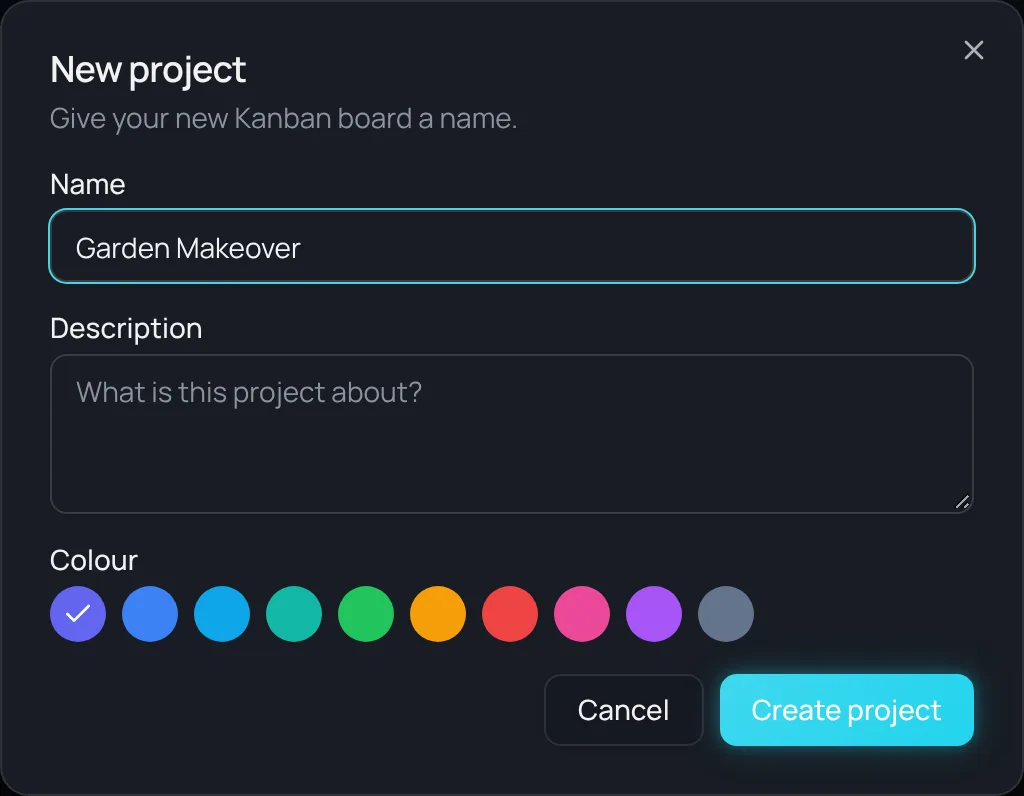 New project
Give your new Kanban board a name.
Name
Garden Makeover
Description
What is this project about?
Colour
Cancel
Create project